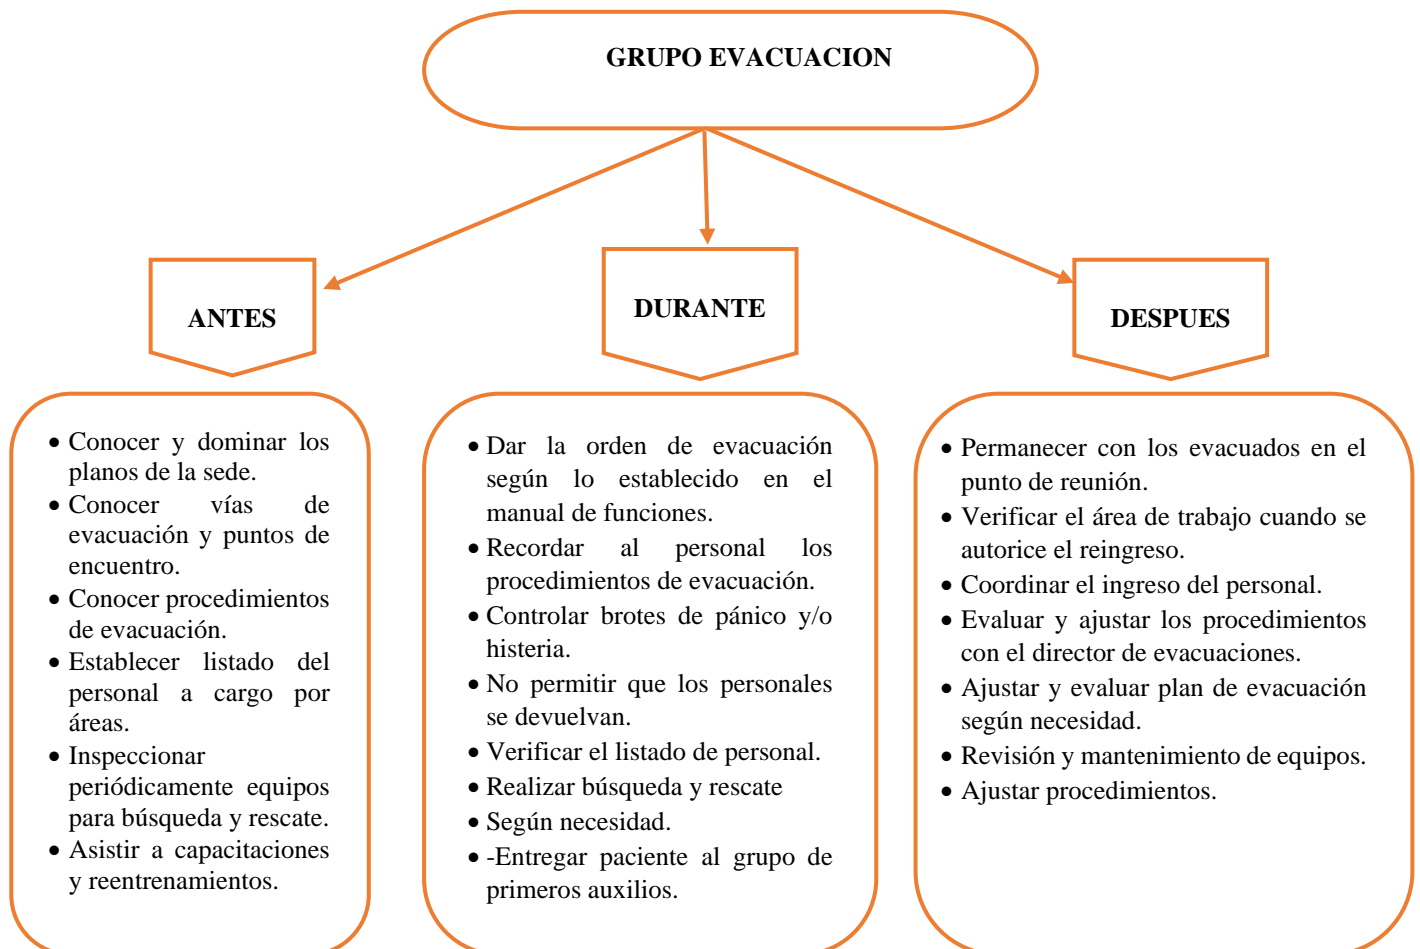 GRUPO EVACUACION
ANTES
• Conocer y dominar los
planos de la sede.
• Conocer vías de
evacuación y puntos de
encuentro.
• Conocer procedimientos
de evacuación.
• Establecer listado del
personal a cargo por
áreas.
• Inspeccionar
periódicamente equipos
para búsqueda y rescate.
• Asistir a capacitaciones
y reentrenamientos.
DURANTE
• Dar la orden de evacuación
según lo establecido en el
manual de funciones.
• Recordar al personal los
procedimientos de evacuación.
• Controlar brotes de pánico y/o
histeria.
• No permitir que los personales
se devuelvan.
• Verificar el listado de personal.
• Realizar búsqueda y rescate
• Según necesidad.
• -Entregar paciente al grupo de
primeros auxilios.
DESPUES
• Permanecer con los evacuados en el
punto de reunión.
• Verificar el área de trabajo cuando se
autorice el reingreso.
• Coordinar el ingreso del personal.
• Evaluar y ajustar los procedimientos
con el director de evacuaciones.
• Ajustar y evaluar plan de evacuación
según necesidad.
• Revisión y mantenimiento de equipos.
• Ajustar procedimientos.